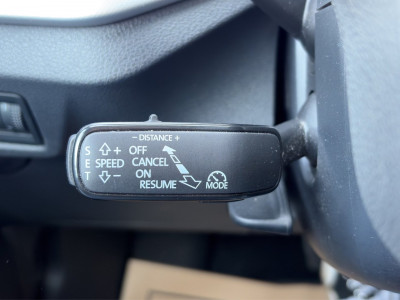 - DISTANCE +
S + OFF
E SPEED CANCEL
T - ON
RESUME MODE